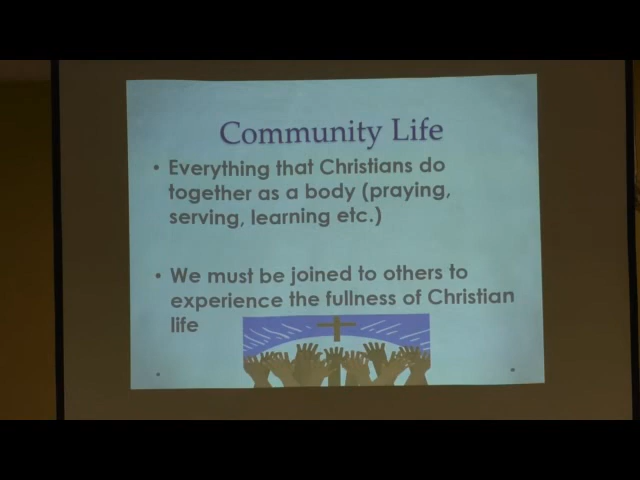 Community Life
• Everything that Christians do
together as a body (praying,
serving, learning etc.)
• We must be joined to others to
experience the fullness of Christian
life